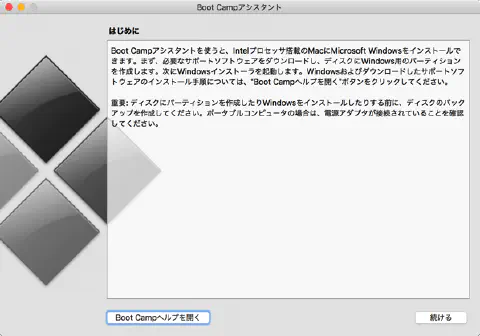 Boot Campアシスタント
はじめに
Boot Campアシスタントを使うと、Intelプロセッサ搭載のMacにMicrosoft Windowsをインストールで
きます。まず、必要なサポートソフトウェアをダウンロードし、ディスクにWindows用のパーティション
を作成します。次にWindowsインストーラを起動します。Windowsおよびダウンロードしたサポートソフ
トウェアのインストール手順については、"Boot Campヘルプを開く"ボタンをクリックしてください。
重要: ディスクにパーティションを作成したりWindowsをインストールしたりする前に、ディスクのバック
アップを作成してください。ポータブルコンピュータの場合は、電源アダプタが接続されていることを確認
してください。
Boot Campヘルプを開く
続ける